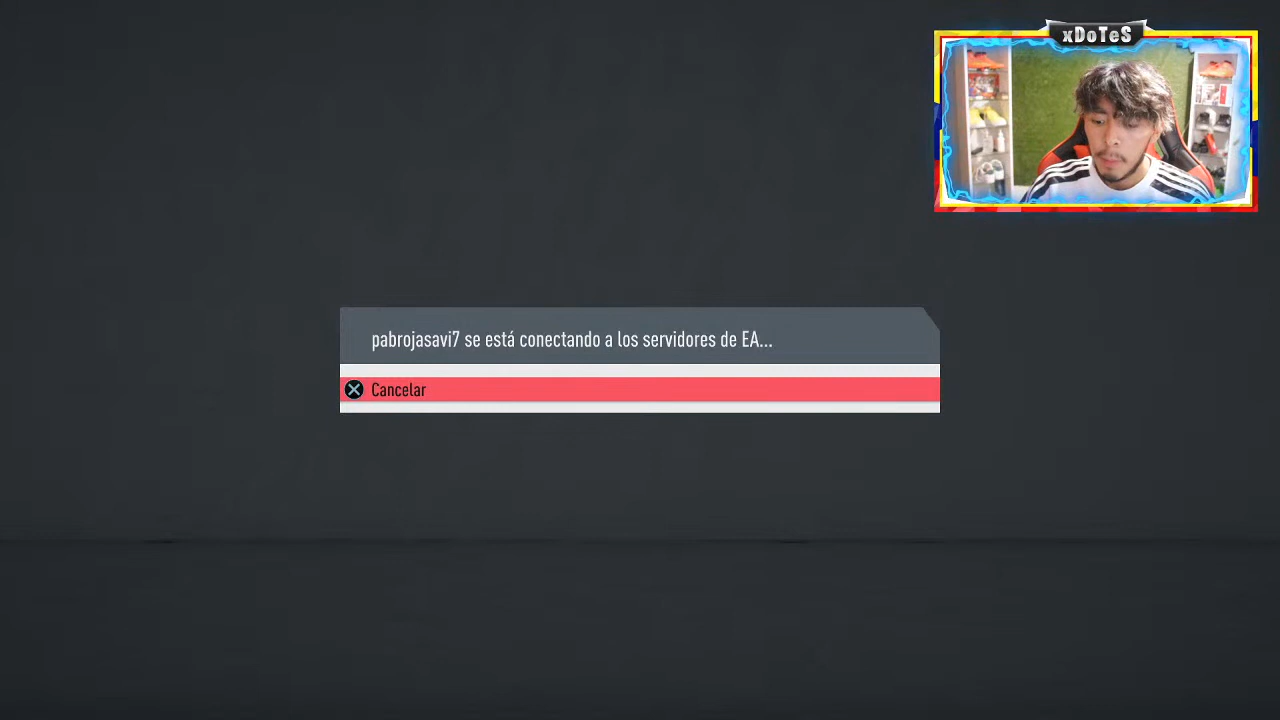 xDoTeS
pabrojasavi7 se está conectando a los servidores de EA...
Cancelar